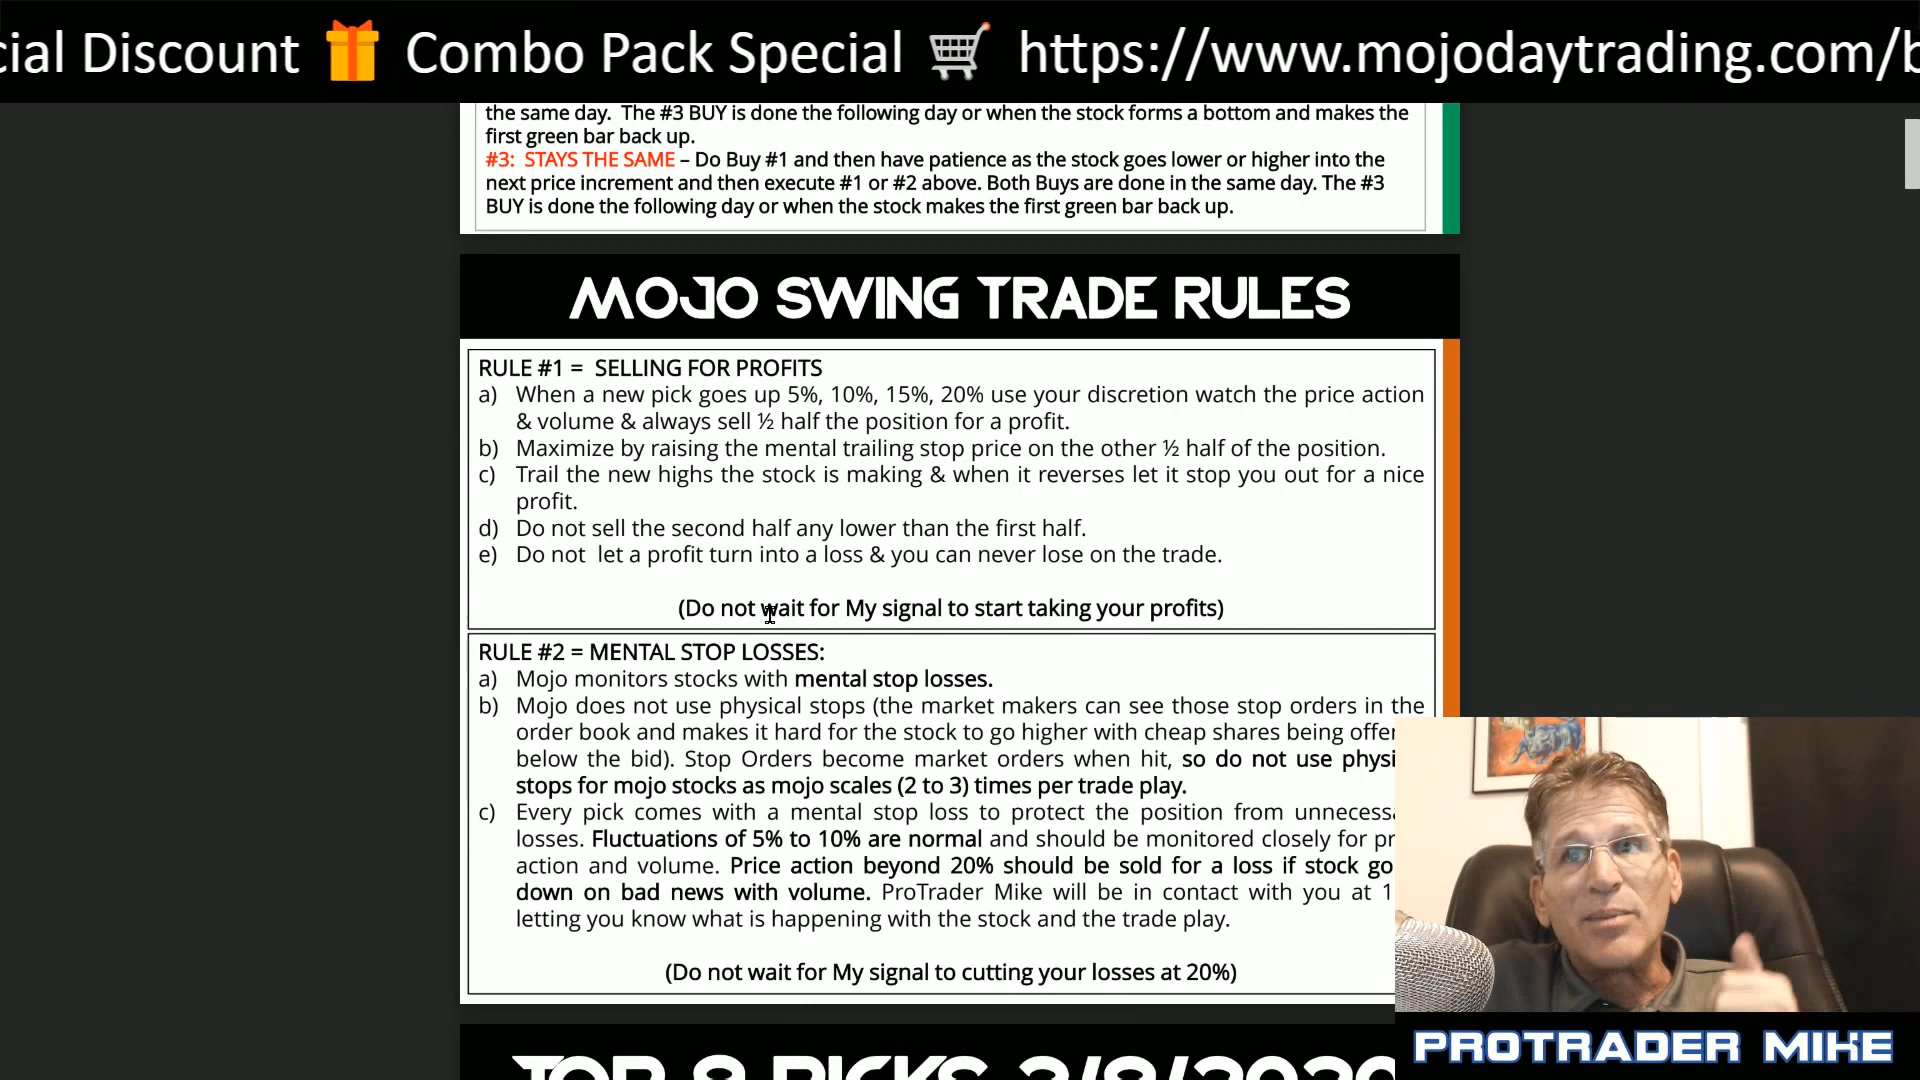 cial Discount 🎁 Combo Pack Special 🛒 https://www.mojodaytrading.com/b
the same day. The #3 BUY is done the following day or when the stock forms a bottom and makes the
first green bar back up.
#3: STAYS THE SAME – Do Buy #1 and then have patience as the stock goes lower or higher into the
next price increment and then execute #1 or #2 above. Both Buys are done in the same day. The #3
BUY is done the following day or when the stock makes the first green bar back up.
MOJO SWING TRADE RULES
RULE #1 = SELLING FOR PROFITS
a) When a new pick goes up 5%, 10%, 15%, 20% use your discretion watch the price action
& volume & always sell ½ half the position for a profit.
b) Maximize by raising the mental trailing stop price on the other ½ half of the position.
c) Trail the new highs the stock is making & when it reverses let it stop you out for a nice
profit.
d) Do not sell the second half any lower than the first half.
e) Do not let a profit turn into a loss & you can never lose on the trade.
(Do not wait for My signal to start taking your profits)
RULE #2 = MENTAL STOP LOSSES:
a) Mojo monitors stocks with mental stop losses.
b) Mojo does not use physical stops (the market makers can see those stop orders in the
order book and makes it hard for the stock to go higher with cheap shares being offer
below the bid). Stop Orders become market orders when hit, so do not use physi
stops for mojo stocks as mojo scales (2 to 3) times per trade play.
c) Every pick comes with a mental stop loss to protect the position from unnecessa
losses. Fluctuations of 5% to 10% are normal and should be monitored closely for pr
action and volume. Price action beyond 20% should be sold for a loss if stock go
down on bad news with volume. ProTrader Mike will be in contact with you at 1
letting you know what is happening with the stock and the trade play.
(Do not wait for My signal to cutting your losses at 20%)
TOP 8 PICKS 3/8/2020
PROTRADER MIKE